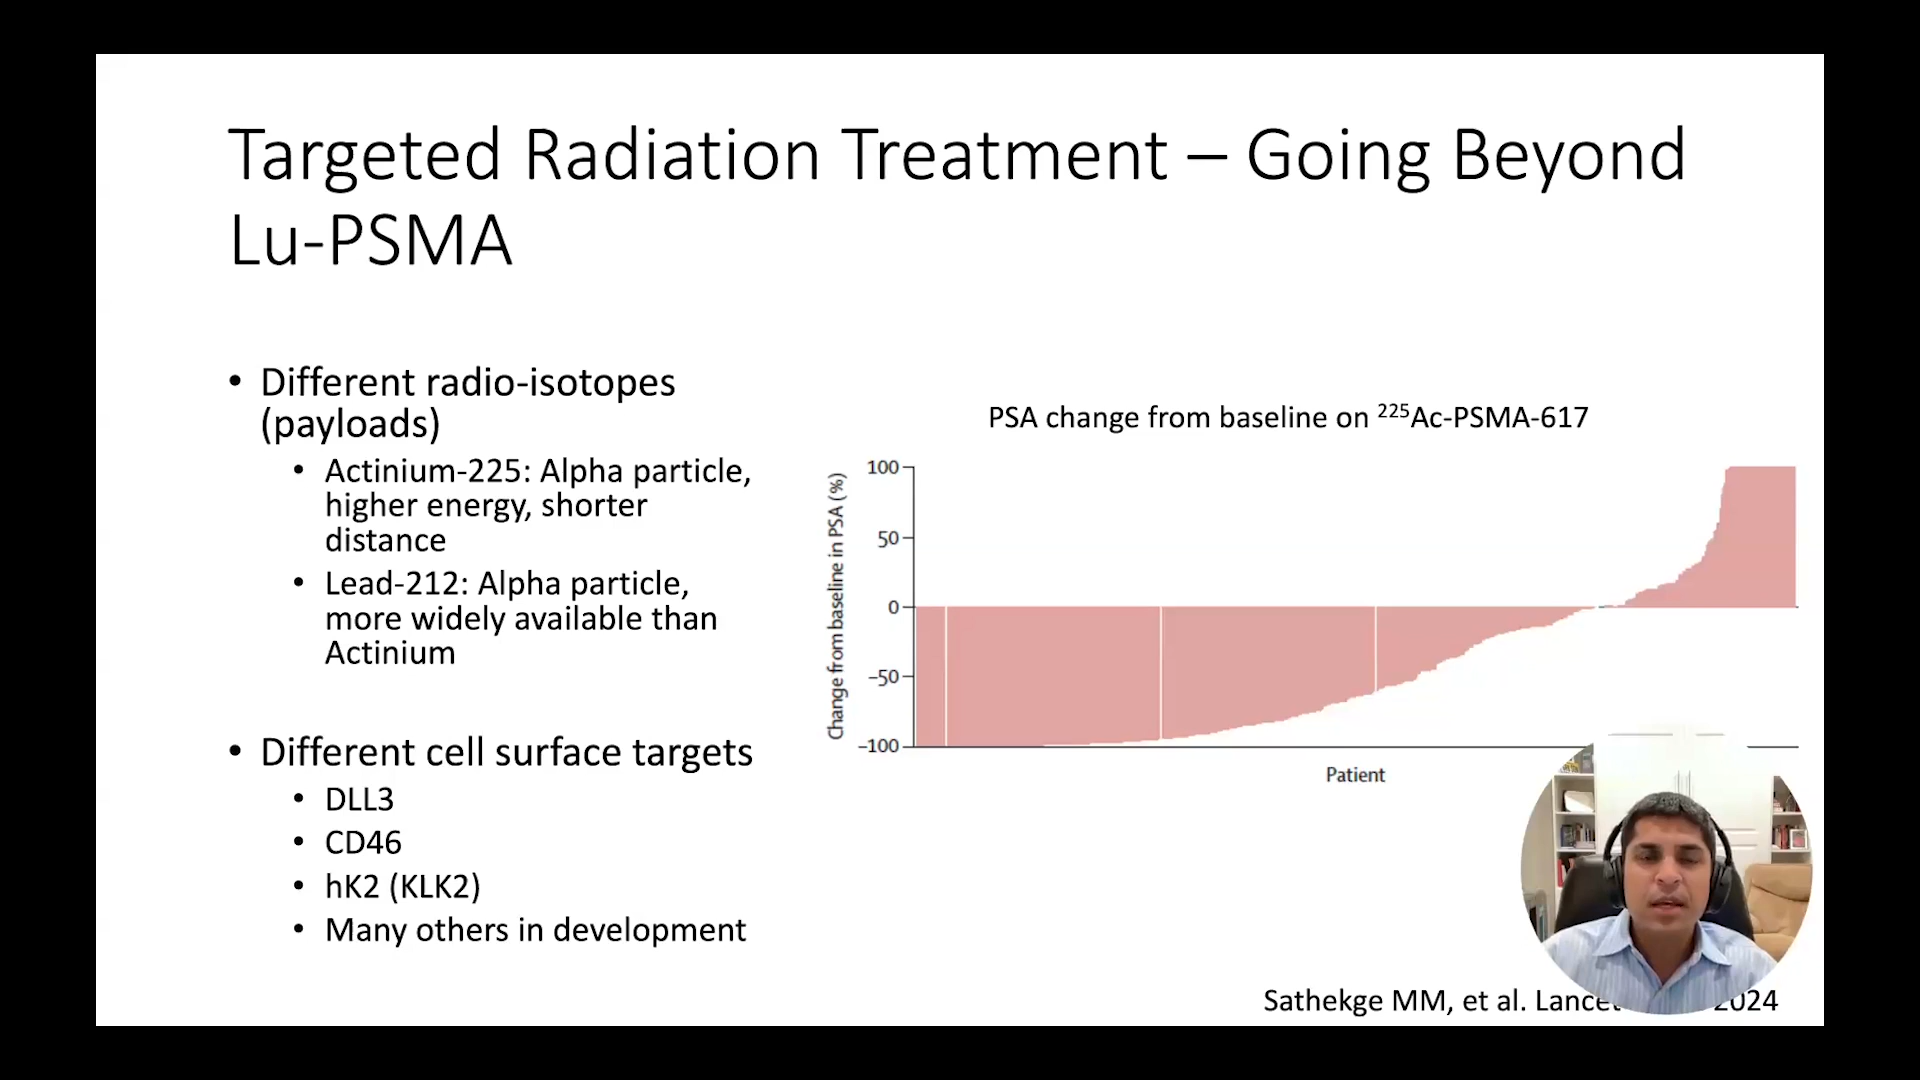 Targeted Radiation Treatment – Going Beyond
Lu-PSMA
• Different radio-isotopes
(payloads)
• Actinium-225: Alpha particle,
higher energy, shorter
distance
• Lead-212: Alpha particle,
more widely available than
Actinium
• Different cell surface targets
• DLL3
• CD46
• hK2 (KLK2)
• Many others in development
PSA change from baseline on ²²⁵Ac-PSMA-617
Change from baseline in PSA (%)
100
50
0
–50
–100
Patient
Sathekge MM, et al. 2024